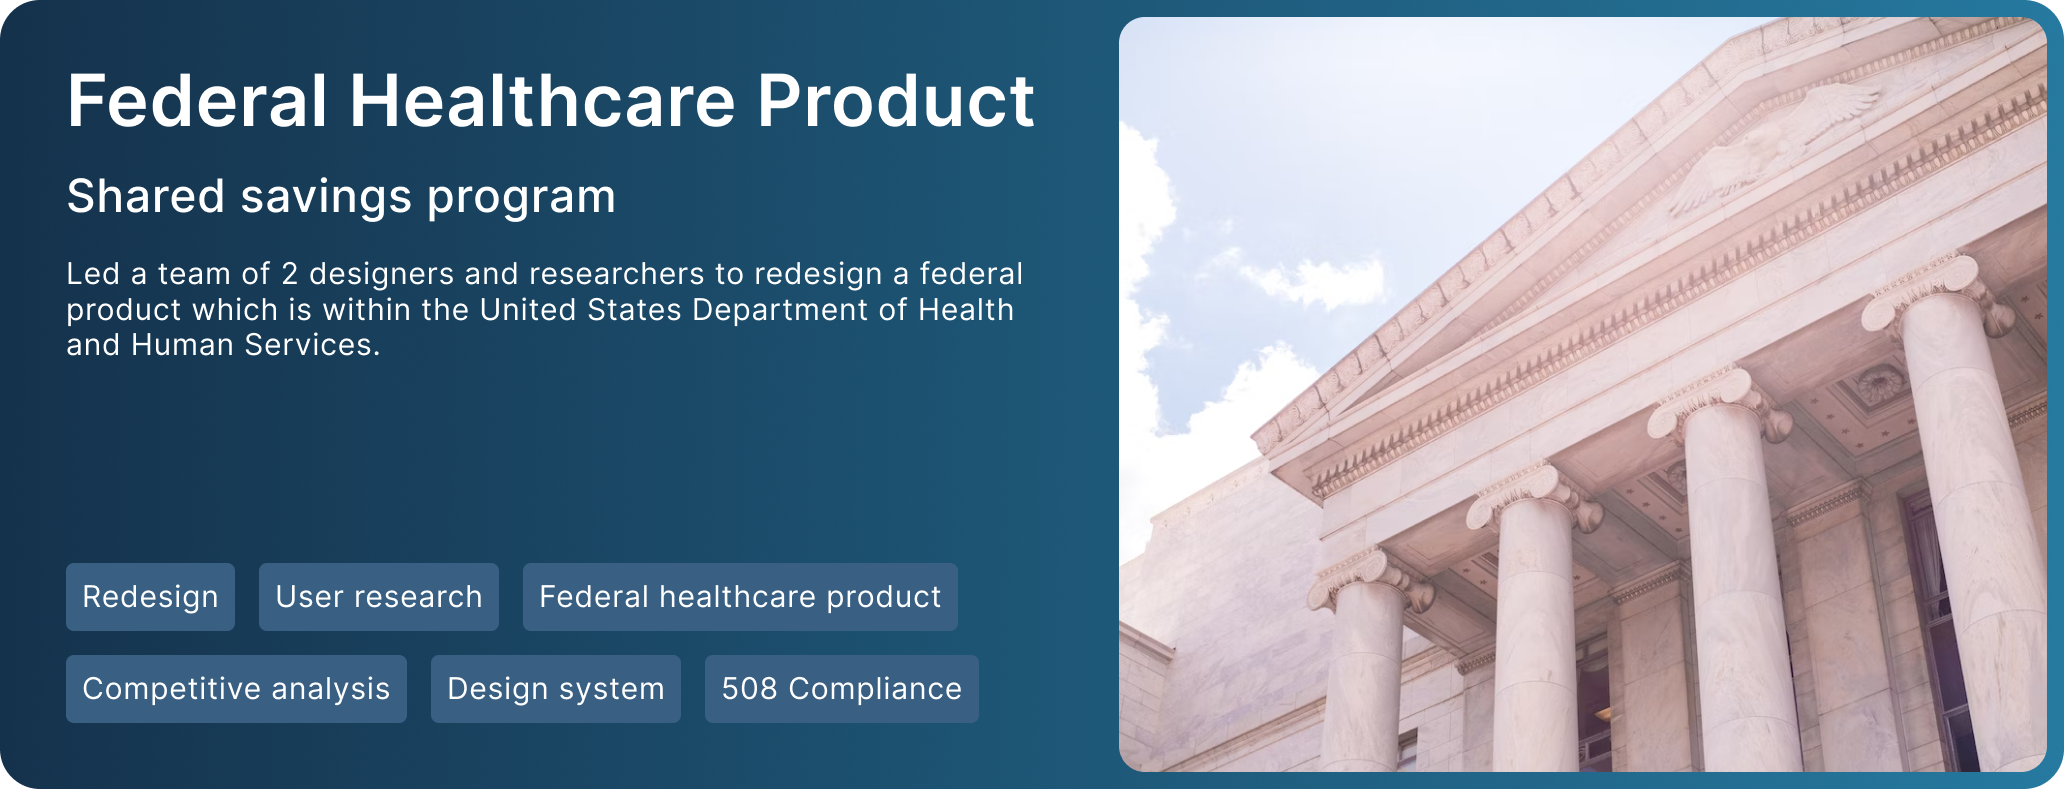 Federal Healthcare Product
Shared savings program
Led a team of 2 designers and researchers to redesign a federal
product which is within the United States Department of Health
and Human Services.
Redesign
User research
Federal healthcare product
Competitive analysis
Design system
508 Compliance